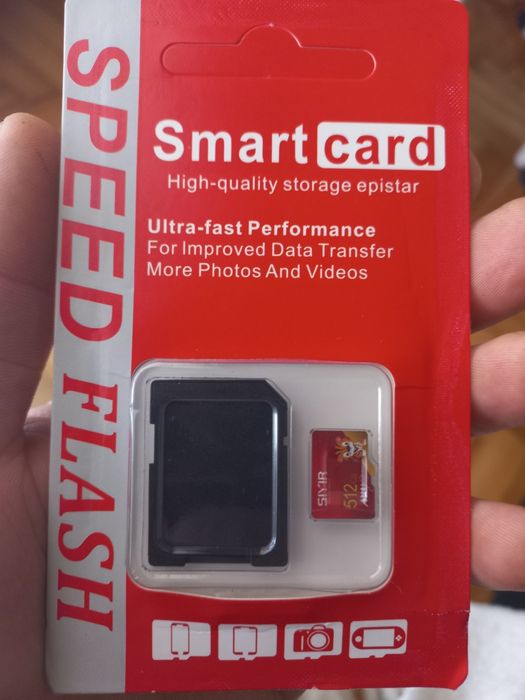 SPEED FLASH
Smart card
High-quality storage epistar
Ultra-fast Performance
For Improved Data Transfer
More Photos And Videos
512